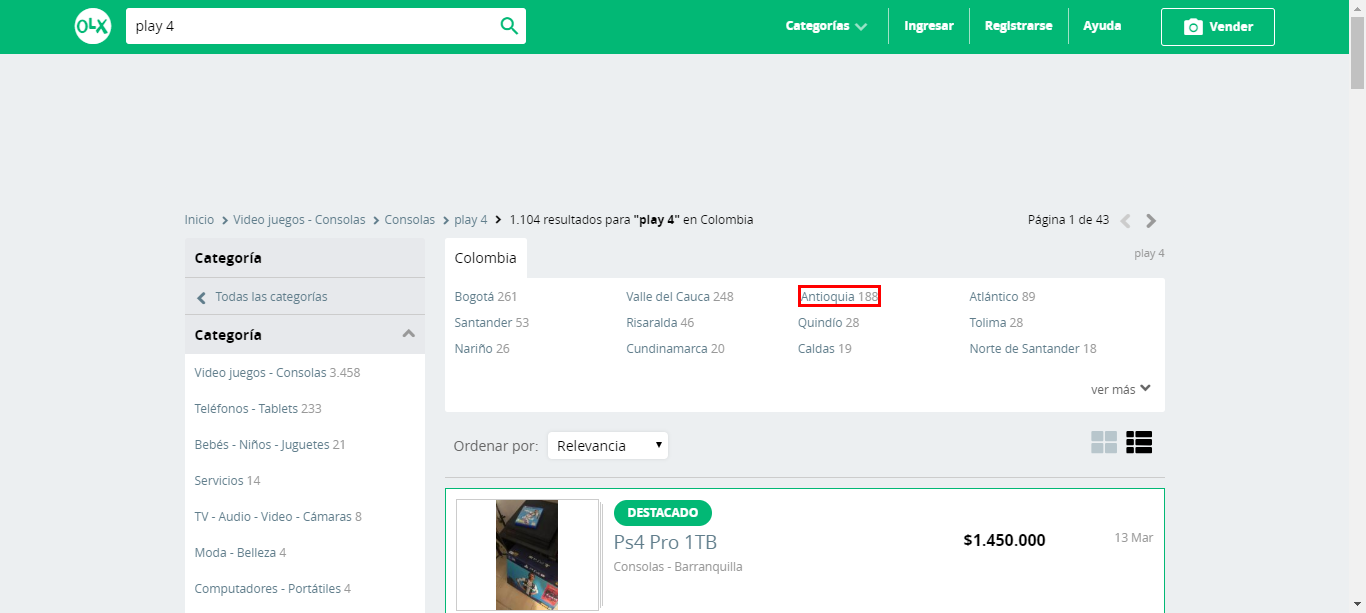 OLX play 4 Categorías Ingresar Registrarse Ayuda Vender
Inicio Video juegos - Consolas Consolas play 4 1.104 resultados para "play 4" en Colombia Página 1 de 43
Categoría
Todas las categorías
Categoría
Video juegos - Consolas 3.458
Teléfonos - Tablets 233
Bebés - Niños - Juguetes 21
Servicios 14
TV - Audio - Video - Cámaras 8
Moda - Belleza 4
Computadores - Portátiles 4
Colombia play 4
Bogotá 261 Valle del Cauca 248 Antioquia 188 Atlántico 89
Santander 53 Risaralda 46 Quindío 28 Tolima 28
Nariño 26 Cundinamarca 20 Caldas 19 Norte de Santander 18
ver más
Ordenar por: Relevancia
DESTACADO
Ps4 Pro 1TB $1.450.000 13 Mar
Consolas - Barranquilla